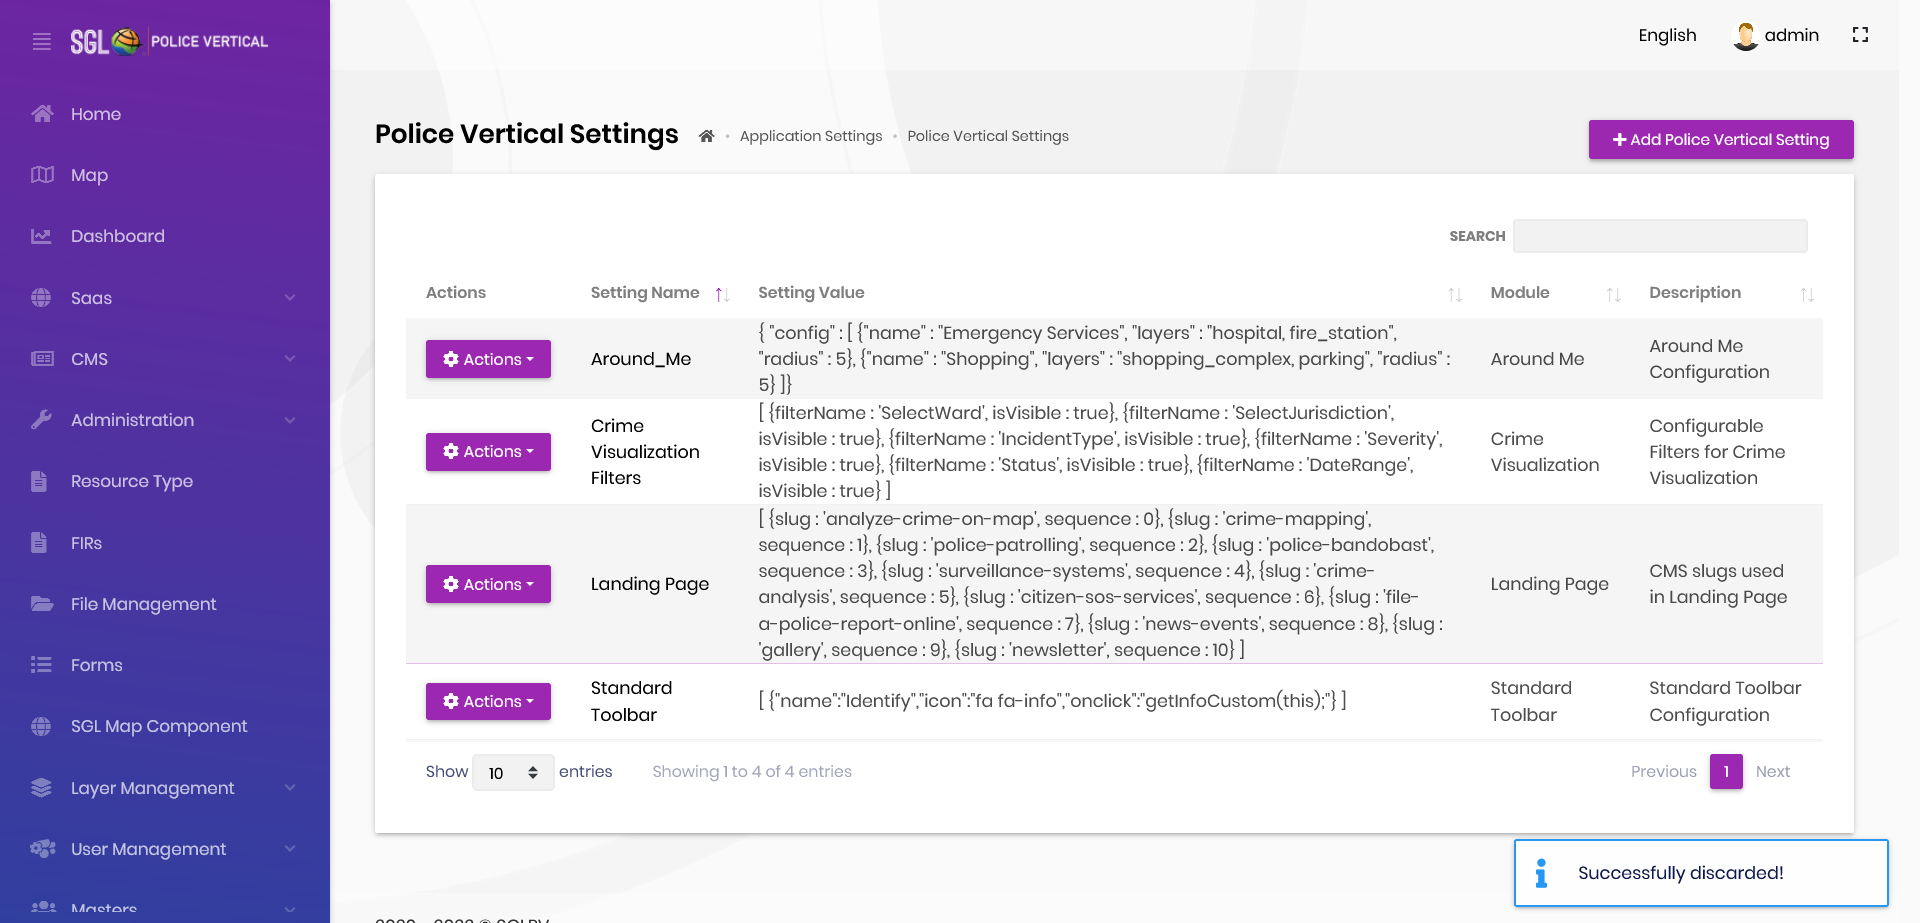 SGL POLICE VERTICAL
English
admin
Home
Map
Dashboard
Saas
CMS
Administration
Resource Type
FIRs
File Management
Forms
SGL Map Component
Layer Management
User Management
Masters
Police Vertical Settings
Application Settings
Police Vertical Settings
Add Police Vertical Setting
SEARCH
Actions
Setting Name
Setting Value
Module
Description
Actions
Around_Me
{ "config" : [ {"name" : "Emergency Services", "layers" : "hospital, fire_station",
"radius" : 5}, {"name" : "Shopping", "layers" : "shopping_complex, parking", "radius" :
5} ]}
Around Me
Around Me
Configuration
Actions
Crime
Visualization
Filters
[ {filterName : 'SelectWard', isVisible : true}, {filterName : 'SelectJurisdiction',
isVisible : true}, {filterName : 'IncidentType', isVisible : true}, {filterName : 'Severity',
isVisible : true}, {filterName : 'Status', isVisible : true}, {filterName : 'DateRange',
isVisible : true} ]
Crime
Visualization
Configurable
Filters for Crime
Visualization
Actions
Landing Page
[ {slug : 'analyze-crime-on-map', sequence : 0}, {slug : 'crime-mapping',
sequence : 1}, {slug : 'police-patrolling', sequence : 2}, {slug : 'police-bandobast',
sequence : 3}, {slug : 'surveillance-systems', sequence : 4}, {slug : 'crime-
analysis', sequence : 5}, {slug : 'citizen-sos-services', sequence : 6}, {slug : 'file-
a-police-report-online', sequence : 7}, {slug : 'news-events', sequence : 8}, {slug :
'gallery', sequence : 9}, {slug : 'newsletter', sequence : 10} ]
Landing Page
CMS slugs used
in Landing Page
Actions
Standard
Toolbar
[ {"name":"Identify","icon":"fa fa-info","onclick":"getInfoCustom(this);"} ]
Standard
Toolbar
Standard Toolbar
Configuration
Show 10 entries
Showing 1 to 4 of 4 entries
Previous
1
Next
Successfully discarded!